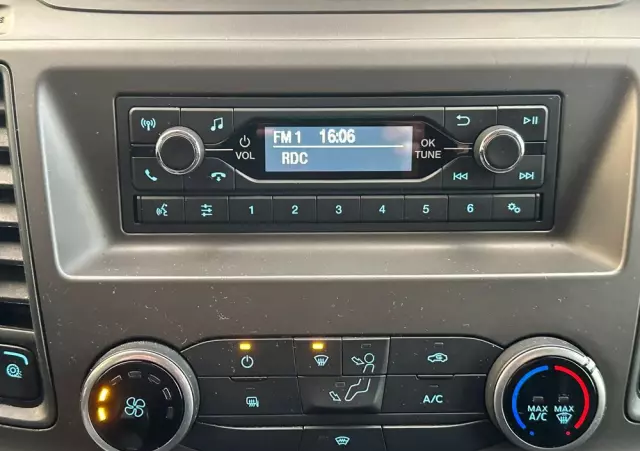 FM 1 16:06
RDC
VOL
OK
TUNE
1 2 3 4 5 6
A/C
MAX
A/C
MAX